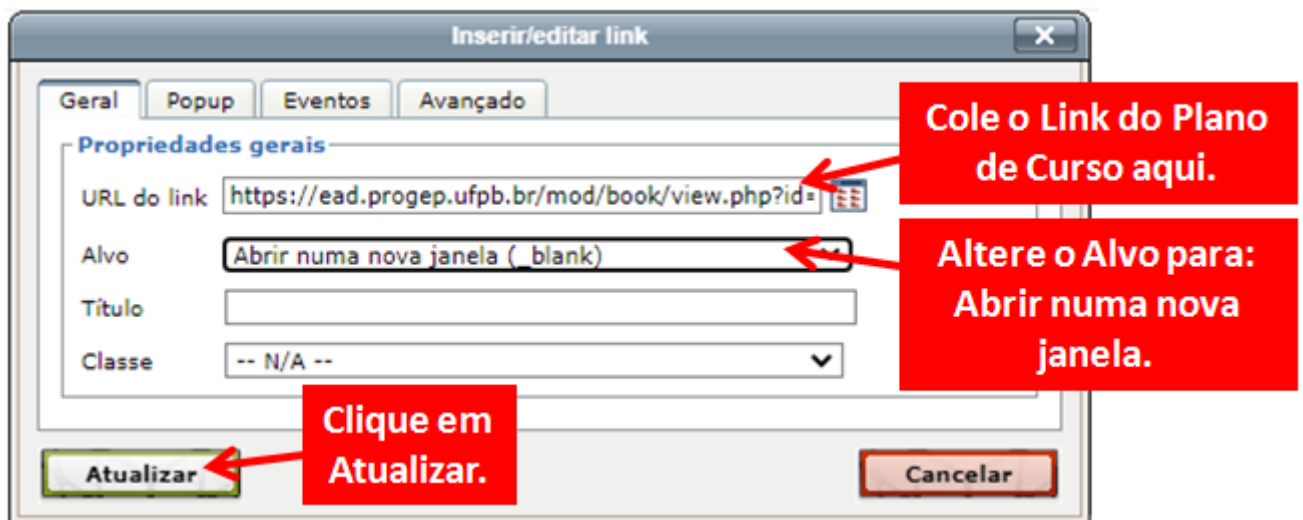 Inserir/editar link
Geral Popup Eventos Avançado
Propriedades gerais
URL do link https://ead.progep.ufpb.br/mod/book/view.php?id=
Cole o Link do Plano
de Curso aqui.
Alvo Abrir numa nova janela (_blank)
Altere o Alvo para:
Abrir numa nova
janela.
Título
Classe -- N/A --
Clique em
Atualizar.
Atualizar
Cancelar